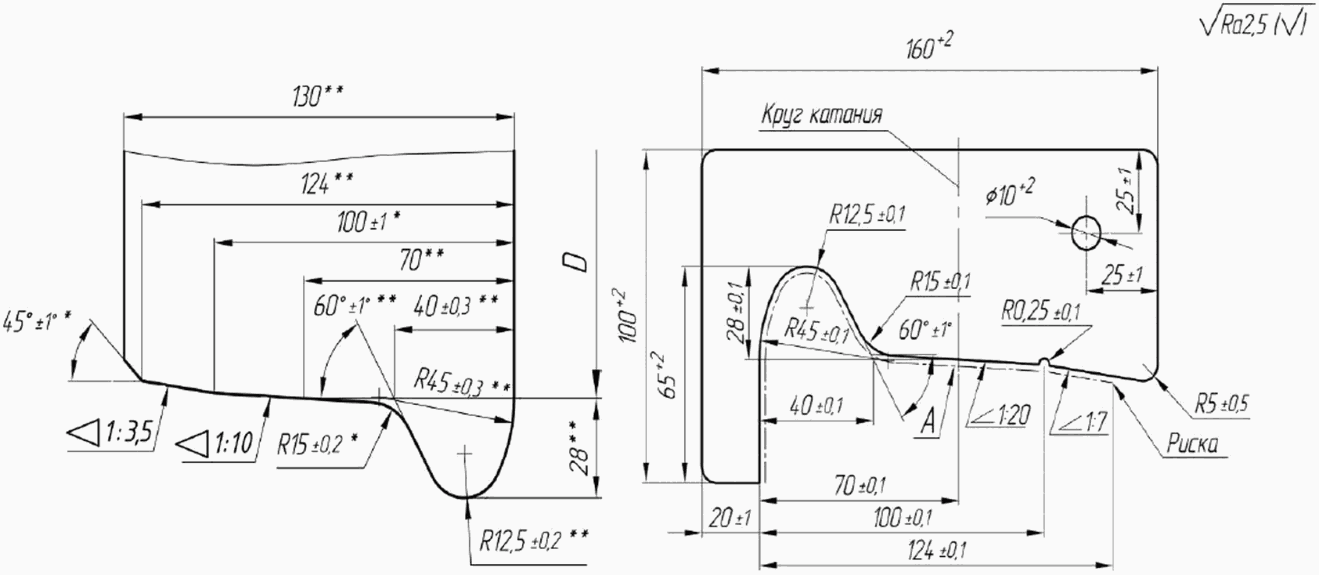 √Ra2,5 (√)
130**
124**
100±1*
70**
60°±1°**
40±0,3**
45°±1°*
R45±0,3**
D
1:3,5
1:10
R15±0,2*
28**
R12,5±0,2**
160+2
Круг катания
⌀10+2
25±1
R12,5±0,1
25±1
R15±0,1
R0,25±0,1
100+2
65+2
28±0,1
R45±0,1
60°±1°
40±0,1
А
∠1:20
∠1:7
R5±0,5
Риска
70±0,1
20±1
100±0,1
124±0,1